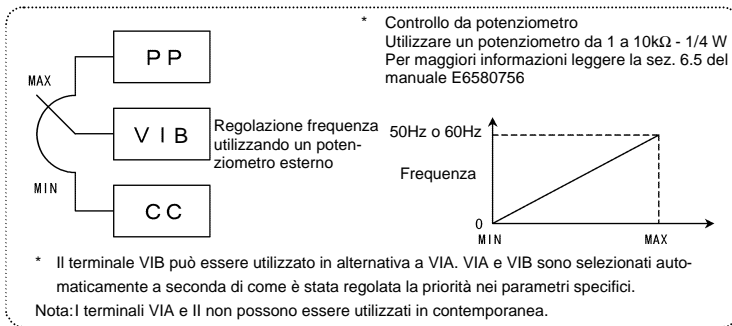 * Controllo da potenziometro
Utilizzare un potenziometro da 1 a 10kΩ - 1/4 W
Per maggiori informazioni leggere la sez. 6.5 del
manuale E6580756
PP
MAX
VIB
Regolazione frequenza
utilizzando un poten-
ziometro esterno
MIN
CC
50Hz o 60Hz
Frequenza
0
MIN
MAX
* Il terminale VIB può essere utilizzato in alternativa a VIA. VIA e VIB sono selezionati auto-
maticamente a seconda di come è stata regolata la priorità nei parametri specifici.
Nota: I terminali VIA e II non possono essere utilizzati in contemporanea.